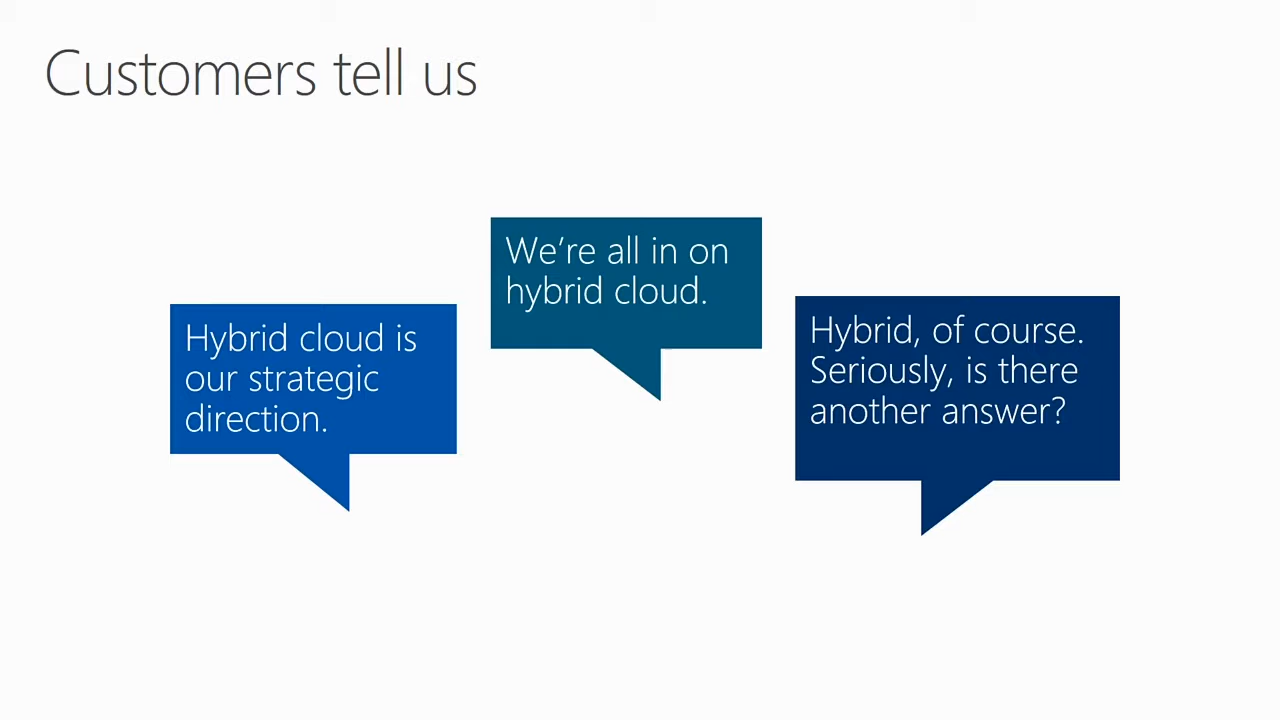 Customers tell us
Hybrid cloud is
our strategic
direction.
We’re all in on
hybrid cloud.
Hybrid, of course.
Seriously, is there
another answer?